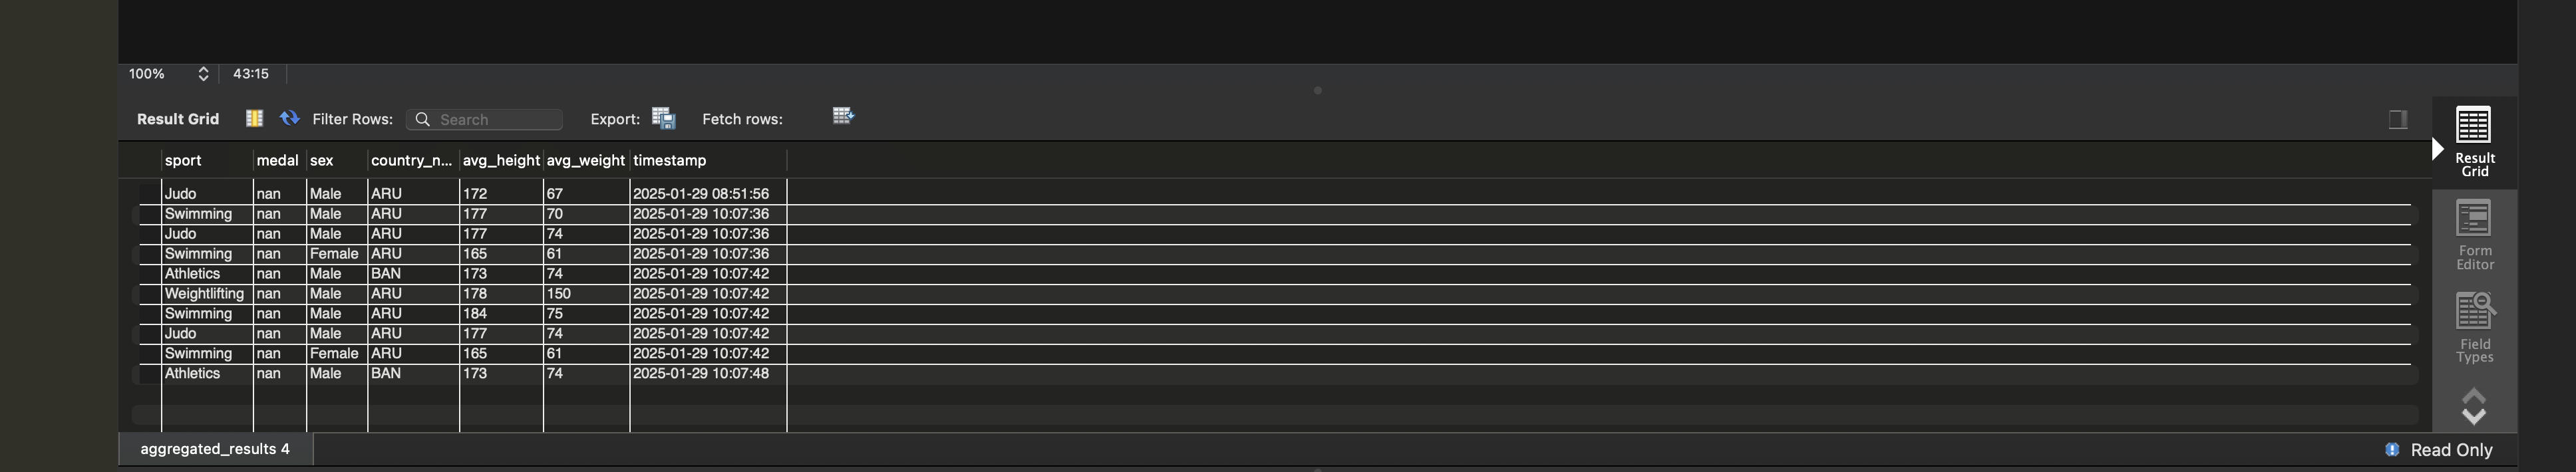 100% 43:15
Result Grid Filter Rows: Search Export: Fetch rows:
sport medal sex country_n... avg_height avg_weight timestamp
Judo nan Male ARU 172 67 2025-01-29 08:51:56
Swimming nan Male ARU 177 70 2025-01-29 10:07:36
Judo nan Male ARU 177 74 2025-01-29 10:07:36
Swimming nan Female ARU 165 61 2025-01-29 10:07:36
Athletics nan Male BAN 173 74 2025-01-29 10:07:42
Weightlifting nan Male ARU 178 150 2025-01-29 10:07:42
Swimming nan Male ARU 184 75 2025-01-29 10:07:42
Judo nan Male ARU 177 74 2025-01-29 10:07:42
Swimming nan Female ARU 165 61 2025-01-29 10:07:42
Athletics nan Male BAN 173 74 2025-01-29 10:07:48
Result
Grid
Form
Editor
Field
Types
aggregated_results 4
Read Only